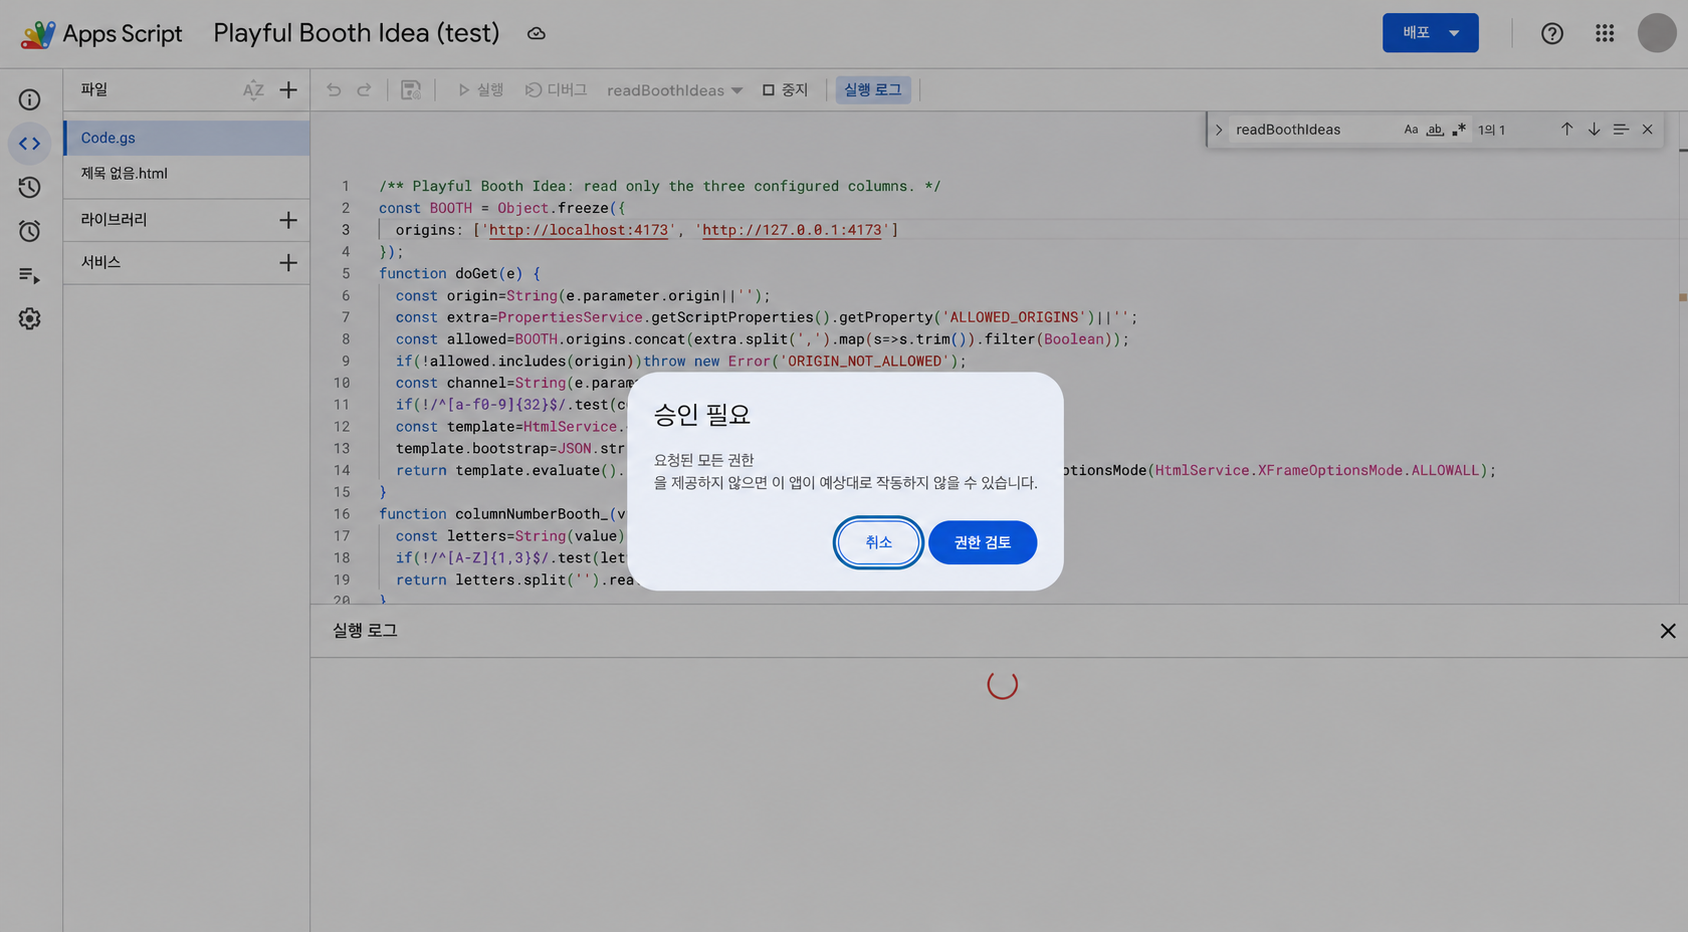 Apps Script
Playful Booth Idea (test)
배포
파일
AZ
실행
디버그
readBoothIdeas
중지
실행 로그
Code.gs
제목 없음.html
라이브러리
서비스
readBoothIdeas
Aa
ab
.*
1의 1
1 /** Playful Booth Idea: read only the three configured columns. */
2 const BOOTH = Object.freeze({
3 origins: ['http://localhost:4173', 'http://127.0.0.1:4173']
4 });
5 function doGet(e) {
6 const origin=String(e.parameter.origin||'');
7 const extra=PropertiesService.getScriptProperties().getProperty('ALLOWED_ORIGINS')||'';
8 const allowed=BOOTH.origins.concat(extra.split(',').map(s=>s.trim()).filter(Boolean));
9 if(!allowed.includes(origin))throw new Error('ORIGIN_NOT_ALLOWED');
10 const channel=String(e.param
11 if(!/^[a-f0-9]{32}$/.test(c
12 const template=HtmlService.
13 template.bootstrap=JSON.str
14 return template.evaluate(). ptionsMode(HtmlService.XFrameOptionsMode.ALLOWALL);
15 }
16 function columnNumberBooth_(v
17 const letters=String(value)
18 if(!/^[A-Z]{1,3}$/.test(let
19 return letters.split('').rea
20 }
승인 필요
요청된 모든 권한
을 제공하지 않으면 이 앱이 예상대로 작동하지 않을 수 있습니다.
취소
권한 검토
실행 로그